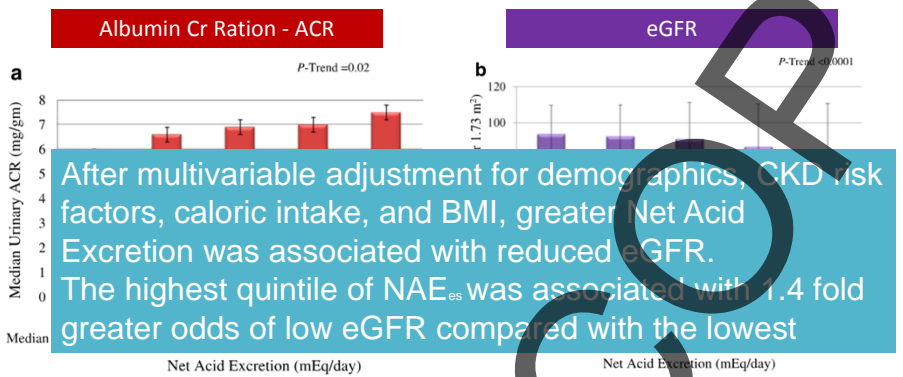 Albumin Cr Ration - ACR
eGFR
a
P-Trend =0.02
b
P-Trend <0.0001
Median Urinary ACR (mg/gm)
8
7
6
5
4
3
2
1
0
r 1.73 m²)
120
100
After multivariable adjustment for demographics, CKD risk
factors, caloric intake, and BMI, greater Net Acid
Excretion was associated with reduced eGFR.
The highest quintile of NAEes was associated with 1.4 fold
greater odds of low eGFR compared with the lowest
Median
Net Acid Excretion (mEq/day)
Net Acid Excretion (mEq/day)
COP